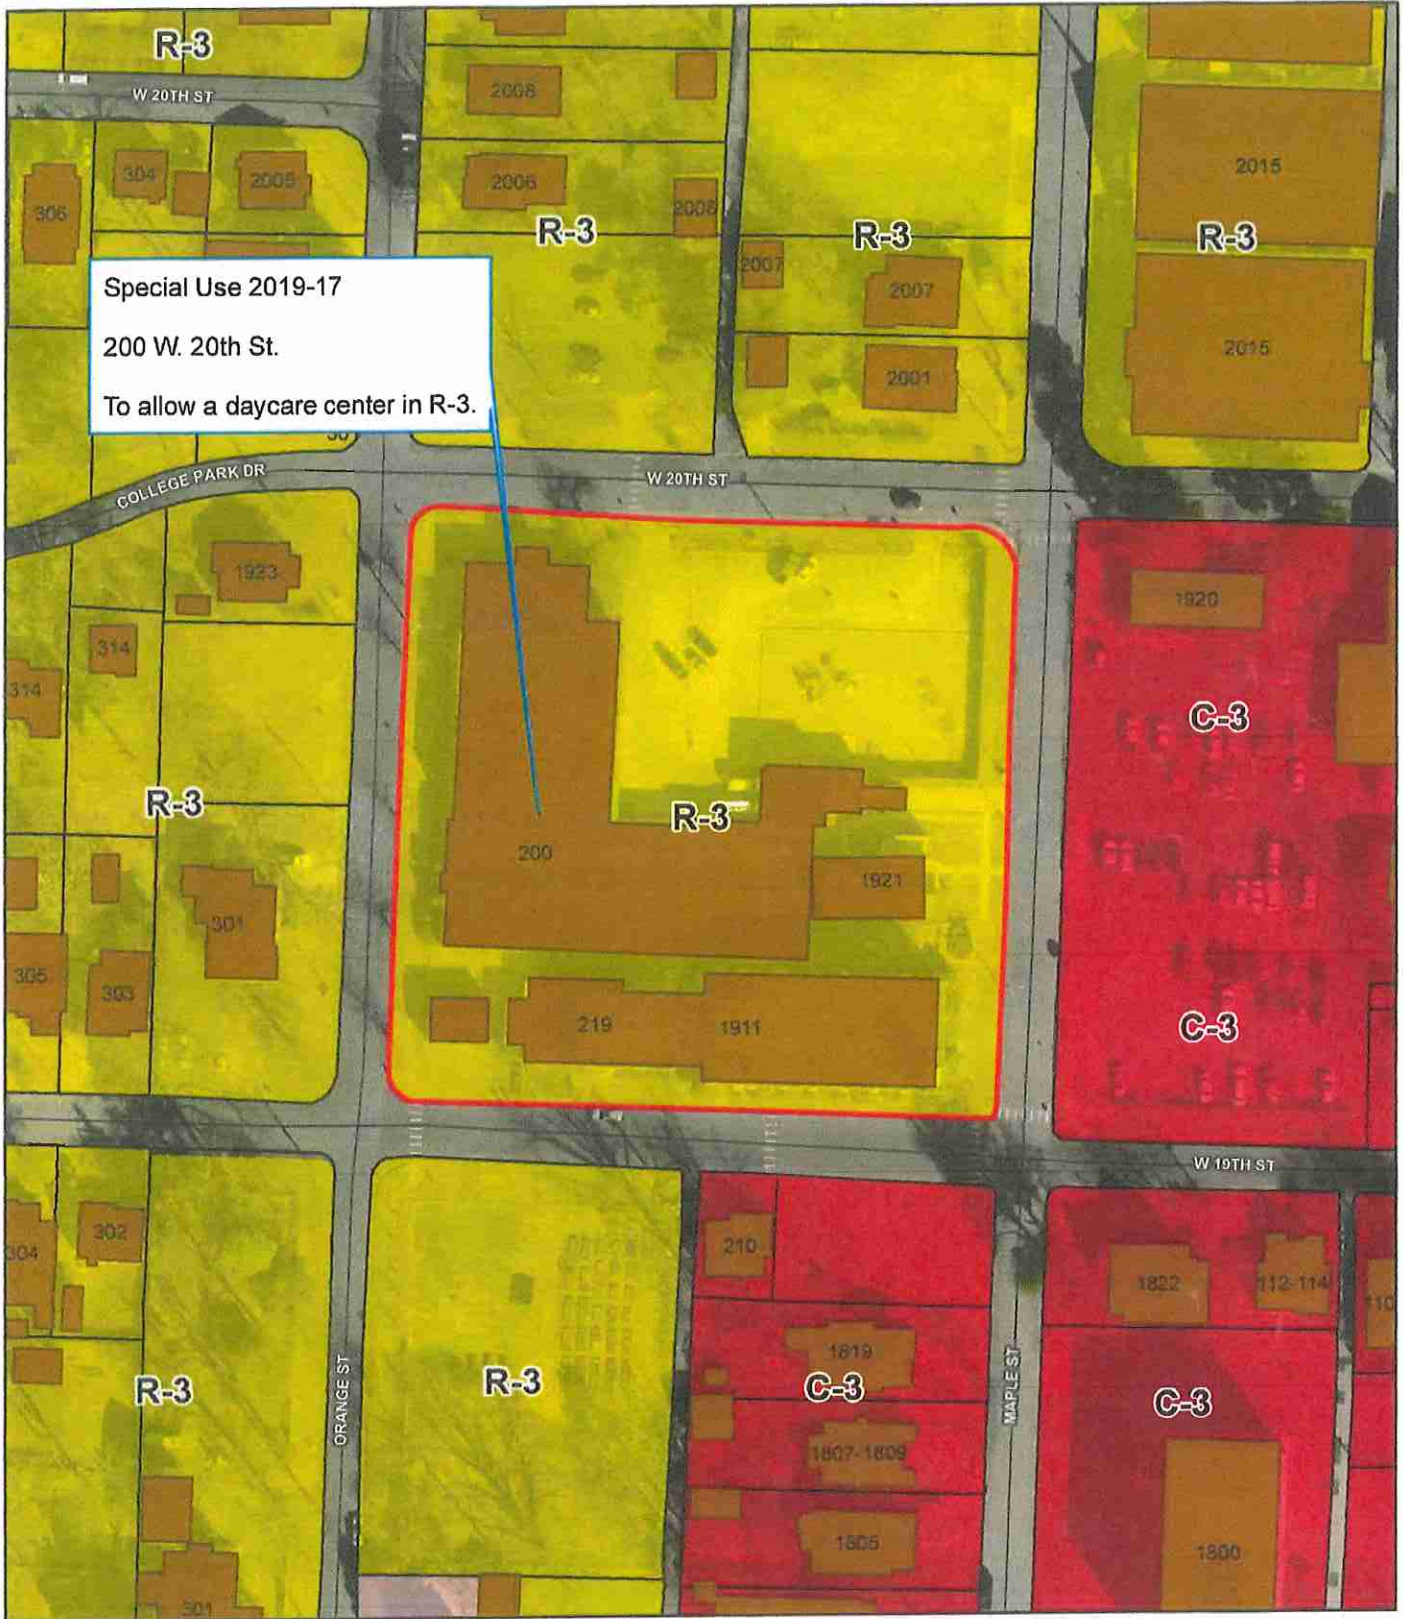 R-3
W 20TH ST
2008
304
2005
306
2006
2008
2015
R-3
R-3
R-3
2007
2007
2015
2001
Special Use 2019-17
200 W. 20th St.
To allow a daycare center in R-3.
COLLEGE PARK DR
W 20TH ST
1923
1920
314
314
C-3
R-3
R-3
200
1921
301
305
303
219
1911
C-3
W 19TH ST
304
302
210
1822
112-114
110
1819
R-3
R-3
C-3
C-3
ORANGE ST
MAPLE ST
1807-1809
1805
1800
301